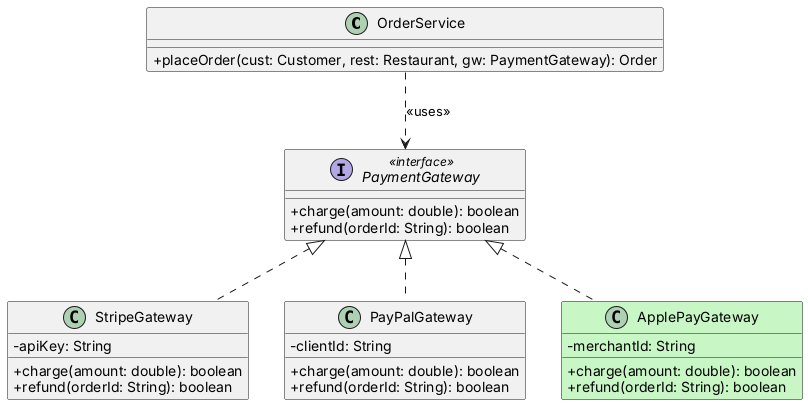 C OrderService
+placeOrder(cust: Customer, rest: Restaurant, gw: PaymentGateway): Order
«uses»
«interface»
I PaymentGateway
+charge(amount: double): boolean
+refund(orderId: String): boolean
C StripeGateway
-apiKey: String
+charge(amount: double): boolean
+refund(orderId: String): boolean
C PayPalGateway
-clientId: String
+charge(amount: double): boolean
+refund(orderId: String): boolean
C ApplePayGateway
-merchantId: String
+charge(amount: double): boolean
+refund(orderId: String): boolean